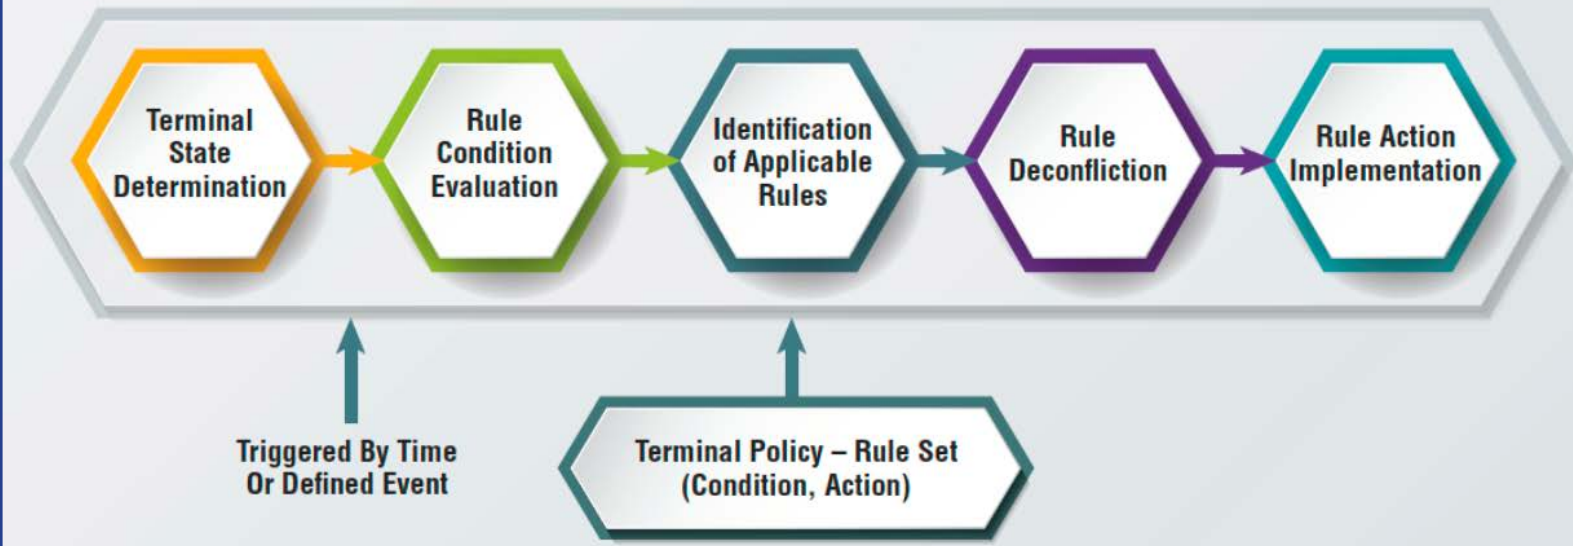 Terminal
State
Determination
Rule
Condition
Evaluation
Identification
of Applicable
Rules
Rule
Deconfliction
Rule Action
Implementation
Triggered By Time
Or Defined Event
Terminal Policy – Rule Set
(Condition, Action)